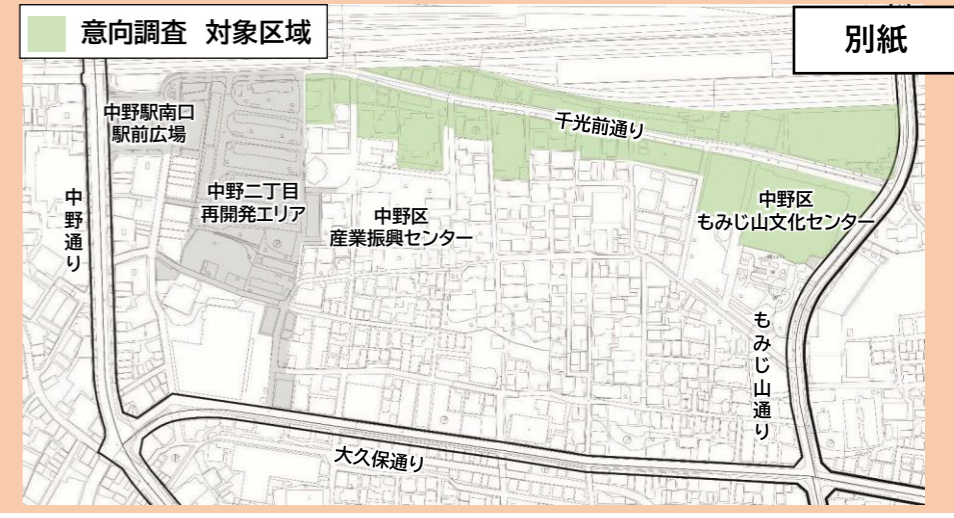 意向調査 対象区域
別紙
中野駅南口
駅前広場
千光前通り
中野通り
中野二丁目
再開発エリア
中野区
産業振興センター
中野区
もみじ山文化センター
もみじ山通り
大久保通り